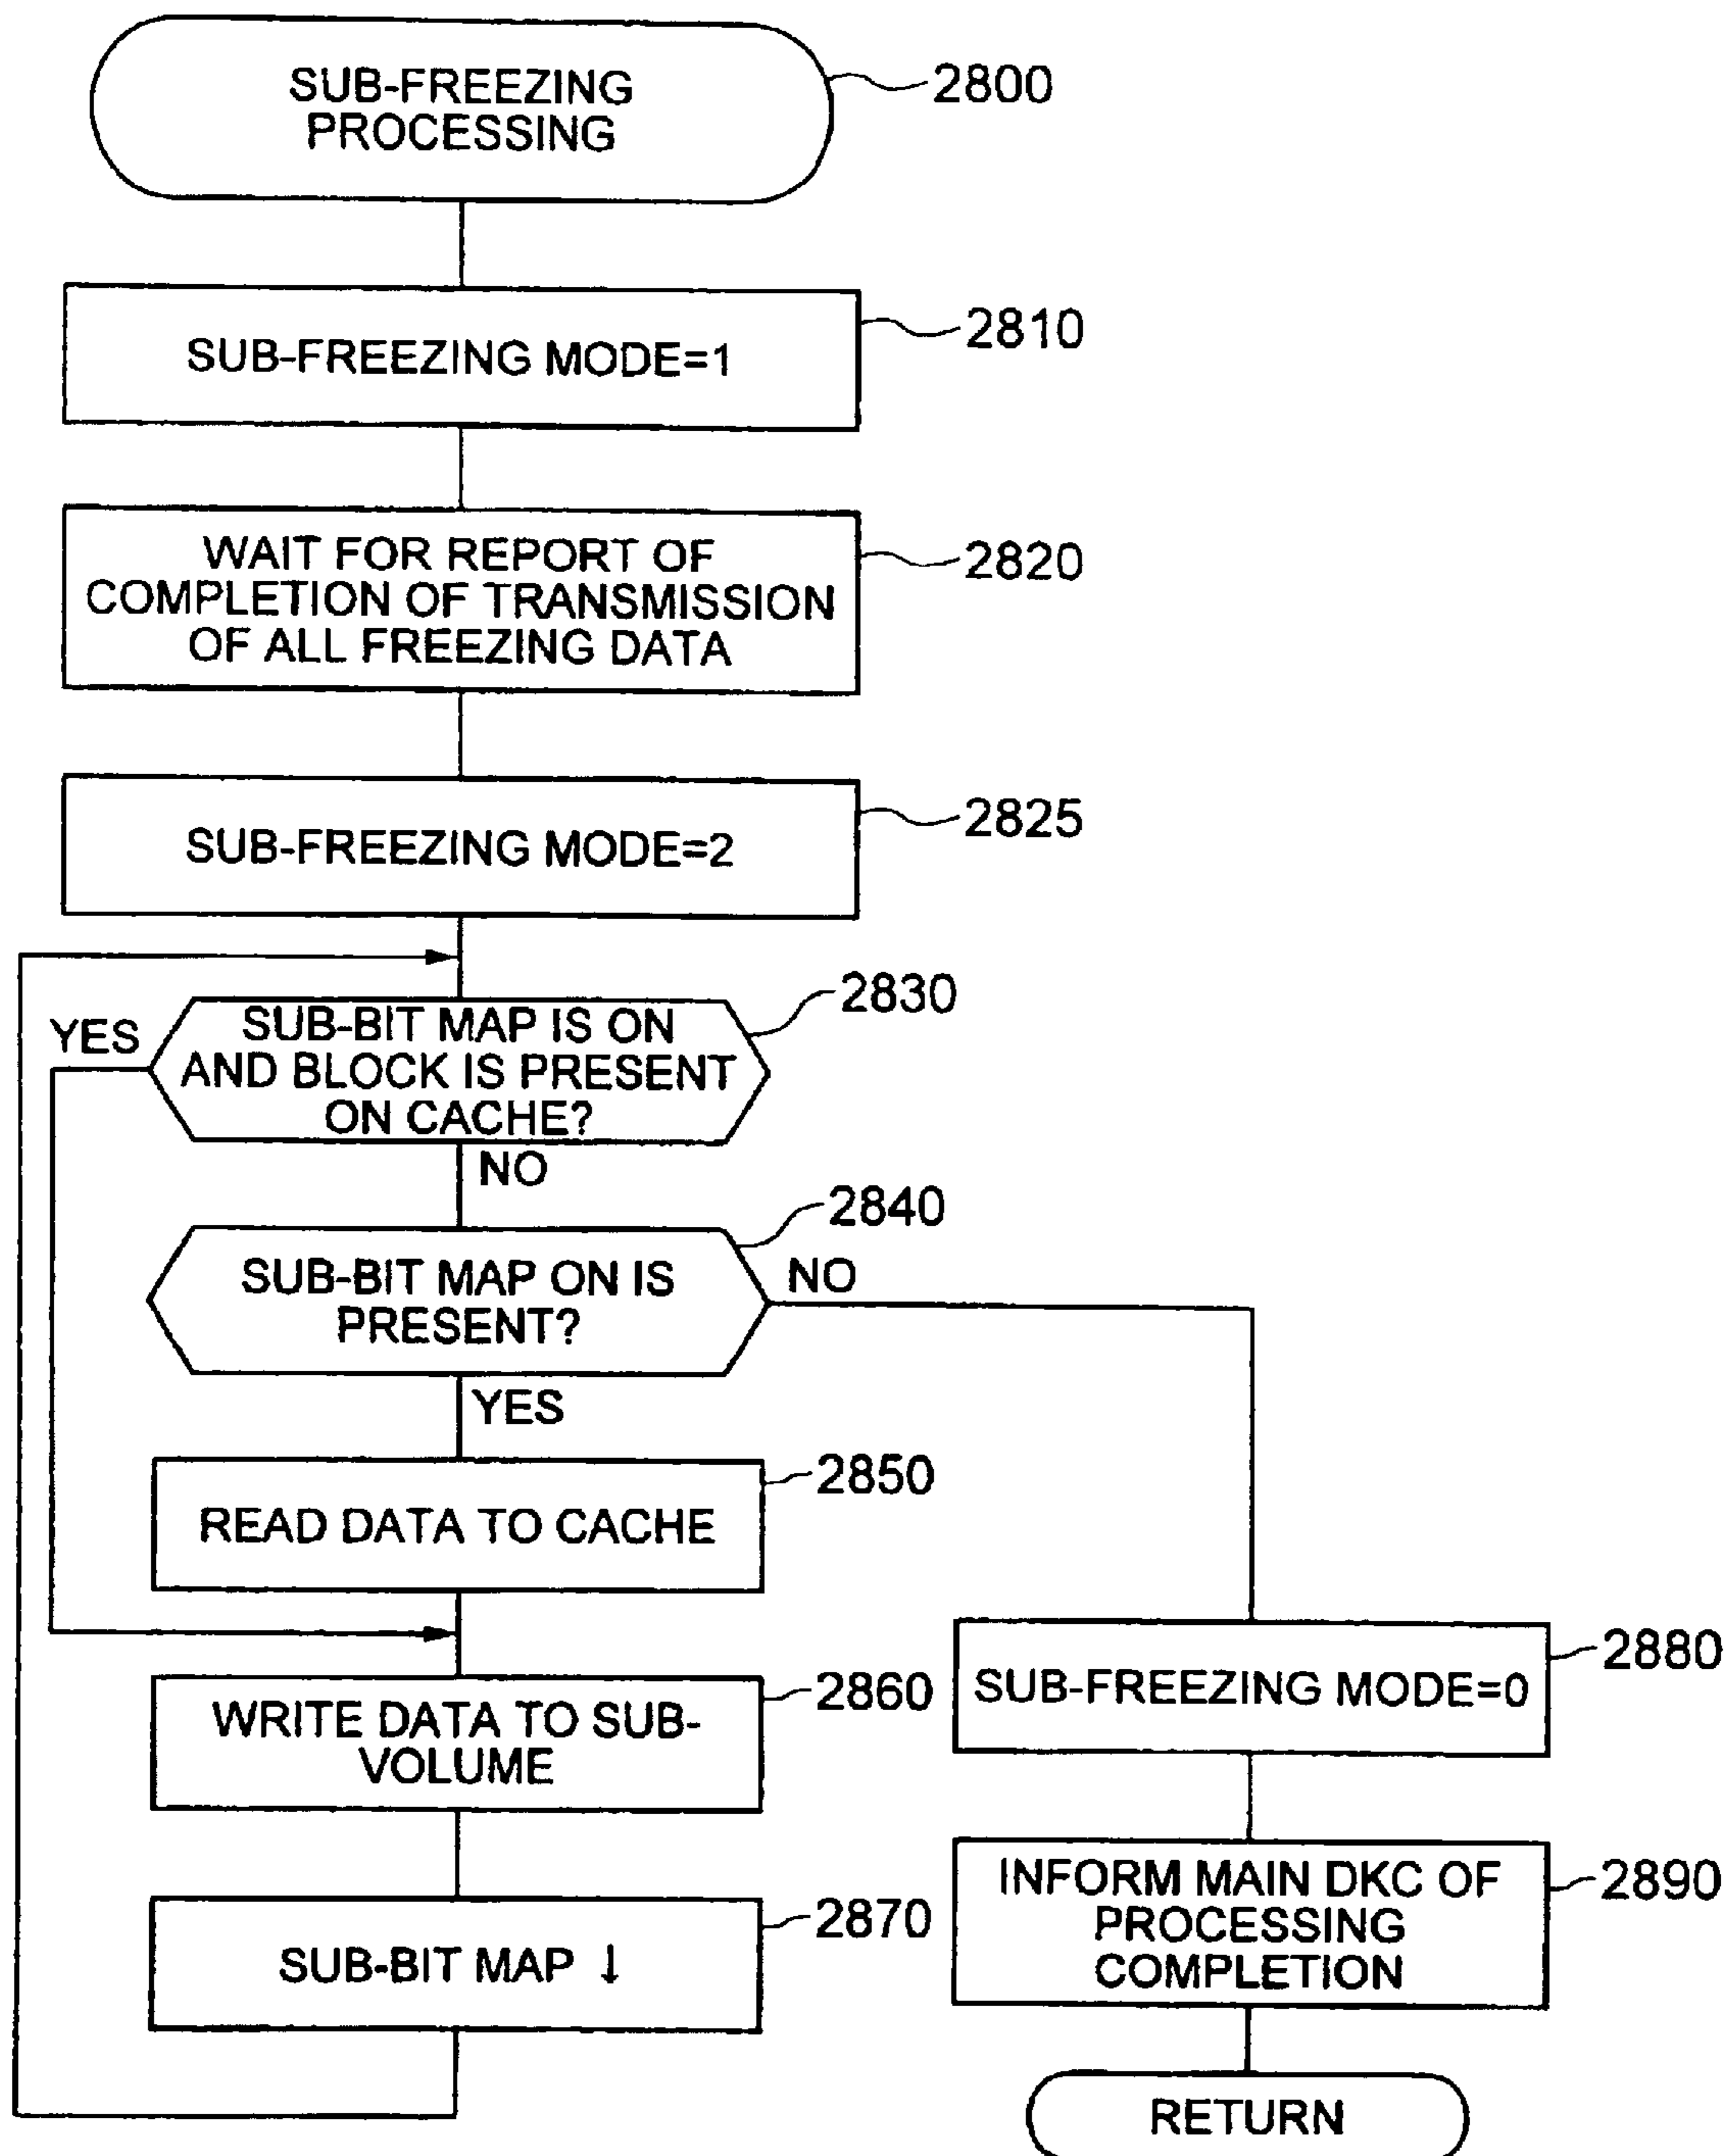 SUB-FREEZING
PROCESSING
2800
SUB-FREEZING MODE=1
2810
WAIT FOR REPORT OF
COMPLETION OF TRANSMISSION
OF ALL FREEZING DATA
2820
SUB-FREEZING MODE=2
2825
SUB-BIT MAP IS ON
AND BLOCK IS PRESENT
ON CACHE?
2830
YES
NO
SUB-BIT MAP ON IS
PRESENT?
2840
NO
YES
READ DATA TO CACHE
2850
WRITE DATA TO SUB-
VOLUME
2860
SUB-BIT MAP ↓
2870
SUB-FREEZING MODE=0
2880
INFORM MAIN DKC OF
PROCESSING
COMPLETION
2890
RETURN